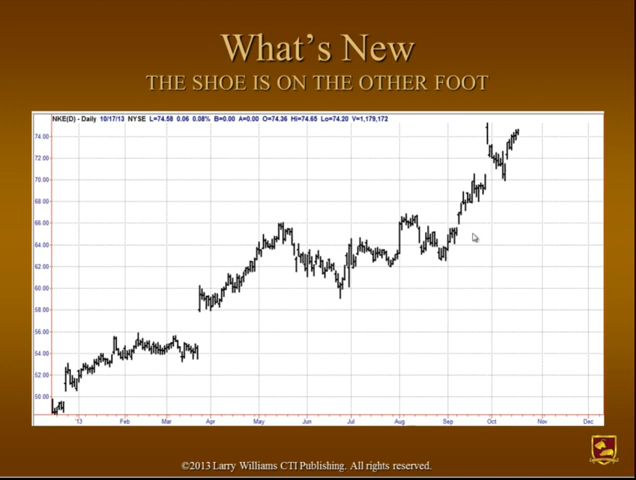 What's New
THE SHOE IS ON THE OTHER FOOT
NKE(D) - Daily 10/17/13 NYSE L=74.58 0.06 0.08% B=0.00 A=0.00 O=74.36 Hi=74.65 Lo=74.20 V=1,179,172
74.00
72.00
70.00
68.00
66.00
64.00
62.00
60.00
58.00
56.00
54.00
52.00
50.00
'13 Feb Mar Apr May Jun Jul Aug Sep Oct Nov Dec
©2013 Larry Williams CTI Publishing. All rights reserved.